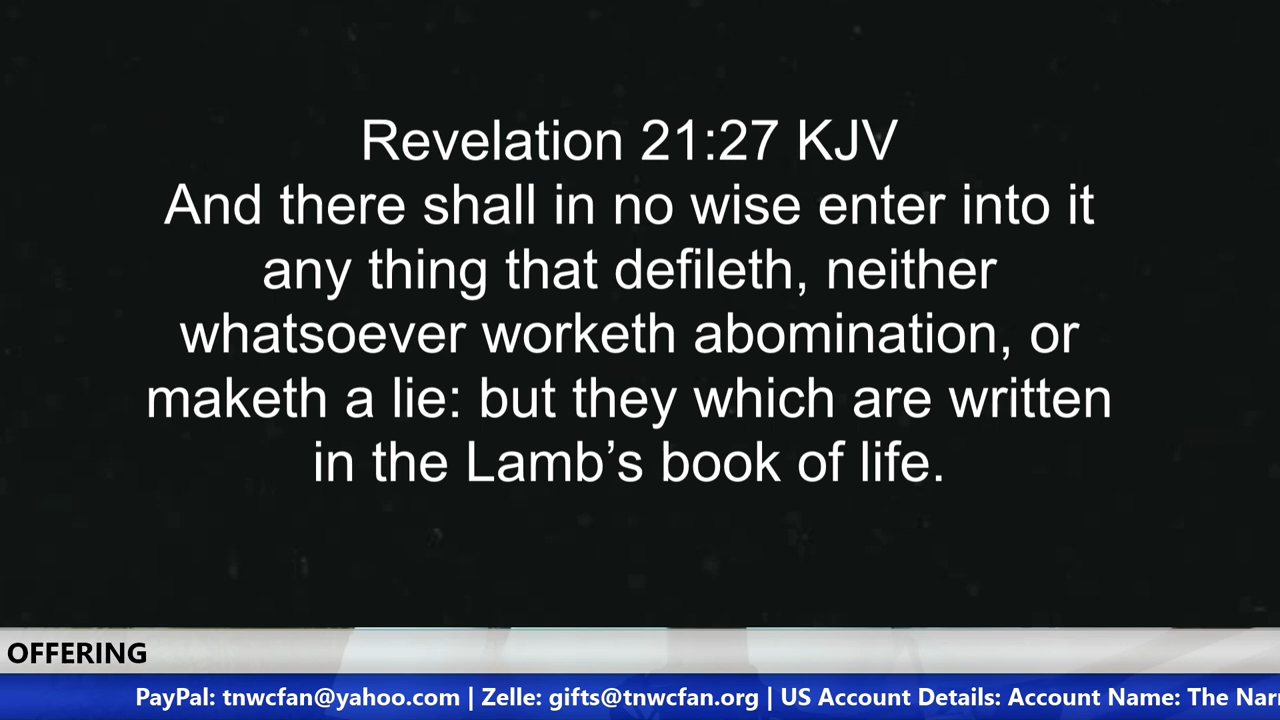 Revelation 21:27 KJV
And there shall in no wise enter into it
any thing that defileth, neither
whatsoever worketh abomination, or
maketh a lie: but they which are written
in the Lamb’s book of life.
OFFERING
PayPal: tnwcfan@yahoo.com | Zelle: gifts@tnwcfan.org | US Account Details: Account Name: The